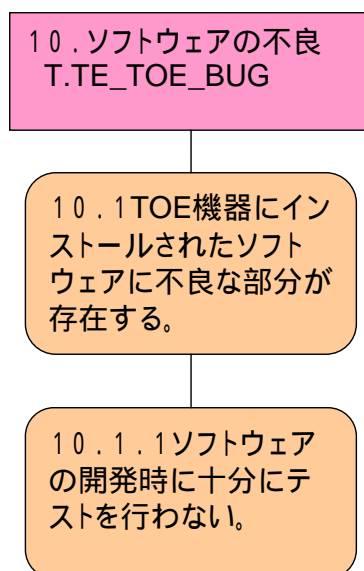 １０．ソフトウェアの不良
T.TE_TOE_BUG
１０．１TOE機器にイン
ストールされたソフト
ウェアに不良な部分が
存在する。
１０．１．１ソフトウェア
の開発時に十分にテ
ストを行わない。